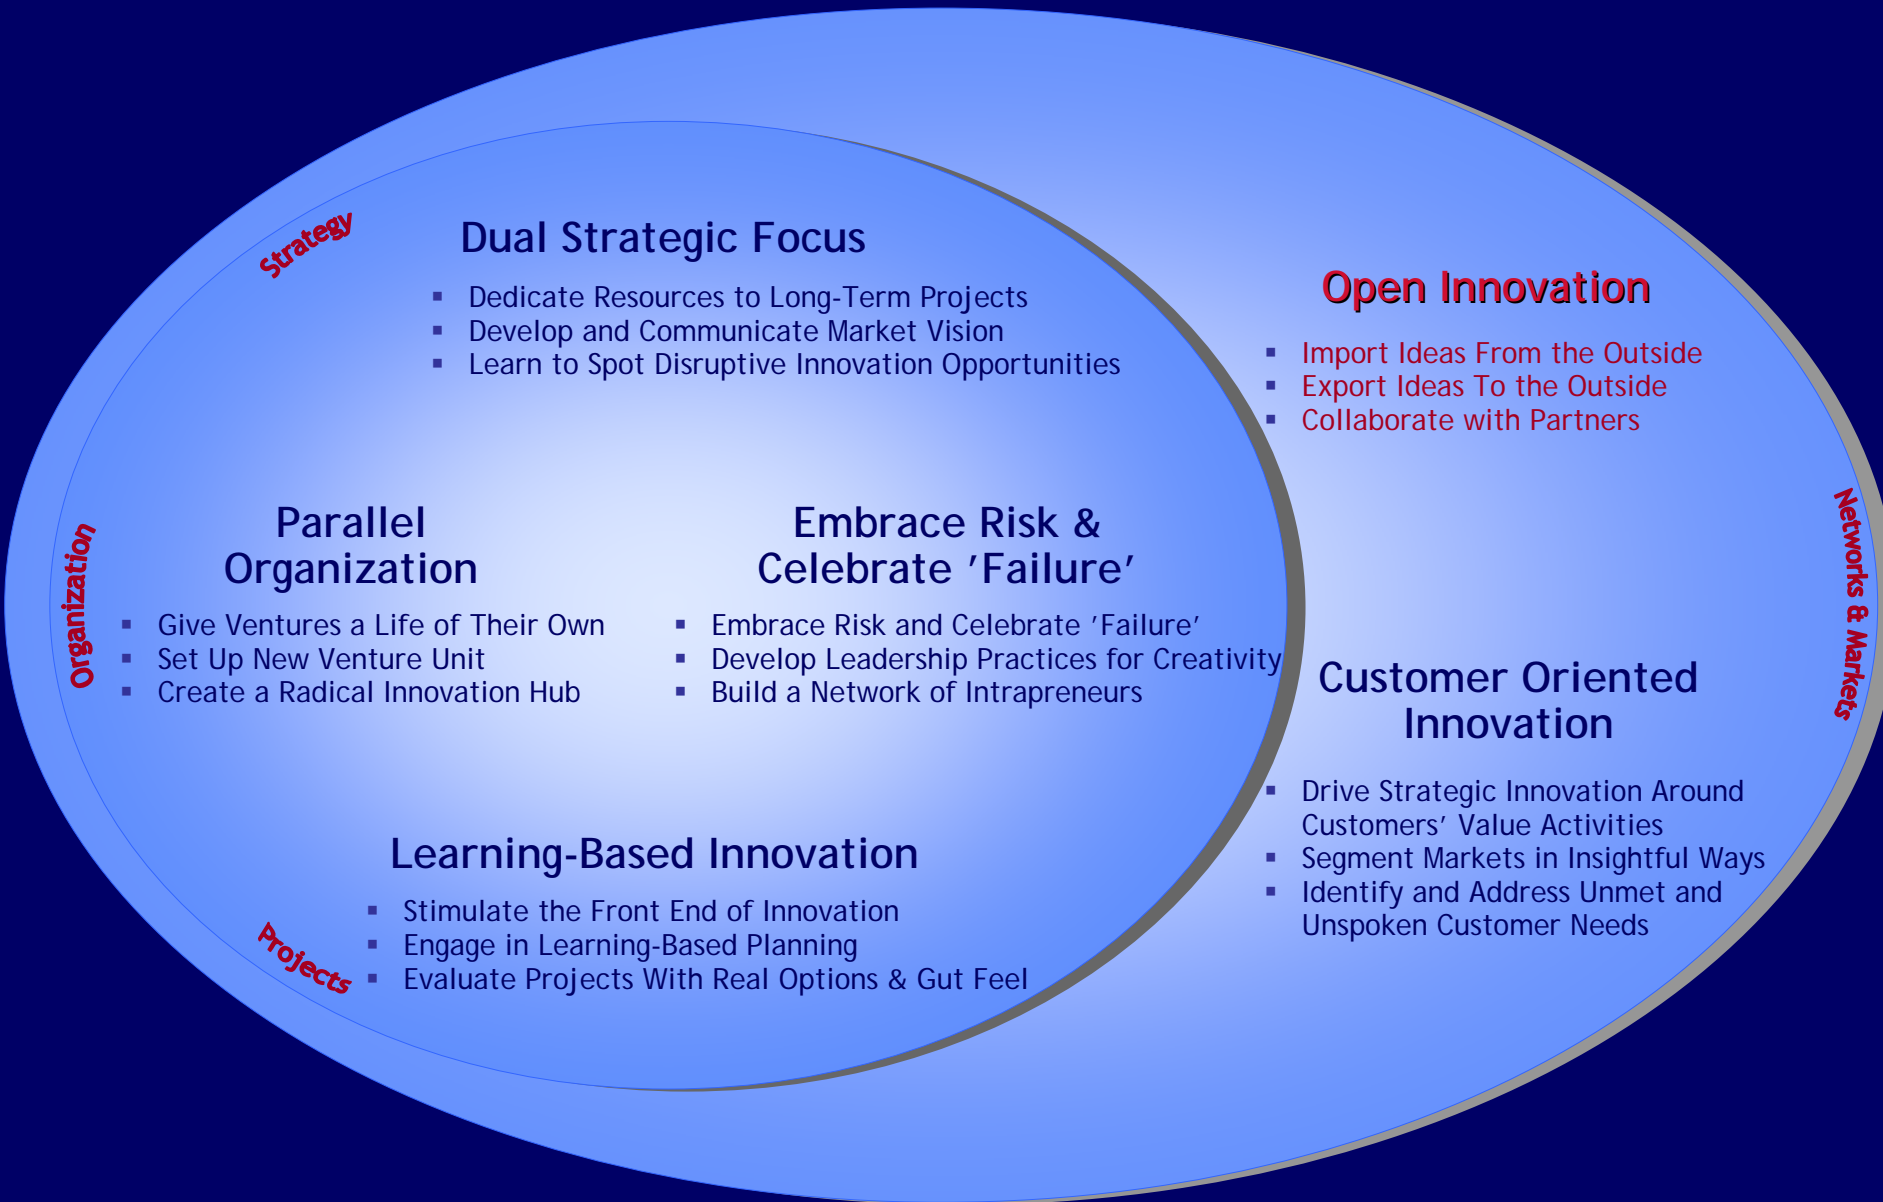 Strategy
Dual Strategic Focus
▪ Dedicate Resources to Long-Term Projects
▪ Develop and Communicate Market Vision
▪ Learn to Spot Disruptive Innovation Opportunities
Organization
Parallel
Organization
▪ Give Ventures a Life of Their Own
▪ Set Up New Venture Unit
▪ Create a Radical Innovation Hub
Embrace Risk &
Celebrate ’Failure’
▪ Embrace Risk and Celebrate ’Failure’
▪ Develop Leadership Practices for Creativity
▪ Build a Network of Intrapreneurs
Projects
Learning-Based Innovation
▪ Stimulate the Front End of Innovation
▪ Engage in Learning-Based Planning
▪ Evaluate Projects With Real Options & Gut Feel
Open Innovation
▪ Import Ideas From the Outside
▪ Export Ideas To the Outside
▪ Collaborate with Partners
Networks & Markets
Customer Oriented
Innovation
▪ Drive Strategic Innovation Around
Customers’ Value Activities
▪ Segment Markets in Insightful Ways
▪ Identify and Address Unmet and
Unspoken Customer Needs